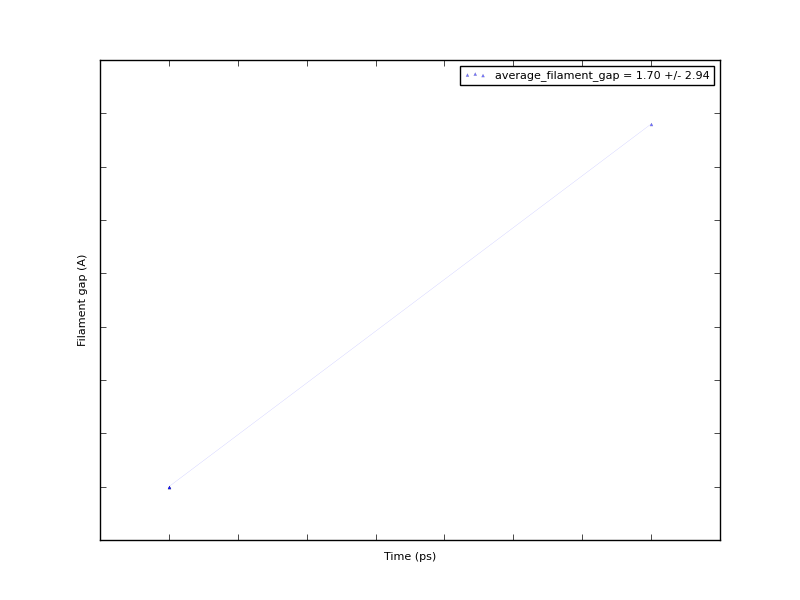 average_filament_gap = 1.70 +/- 2.94
Filament gap (A)
Time (ps)